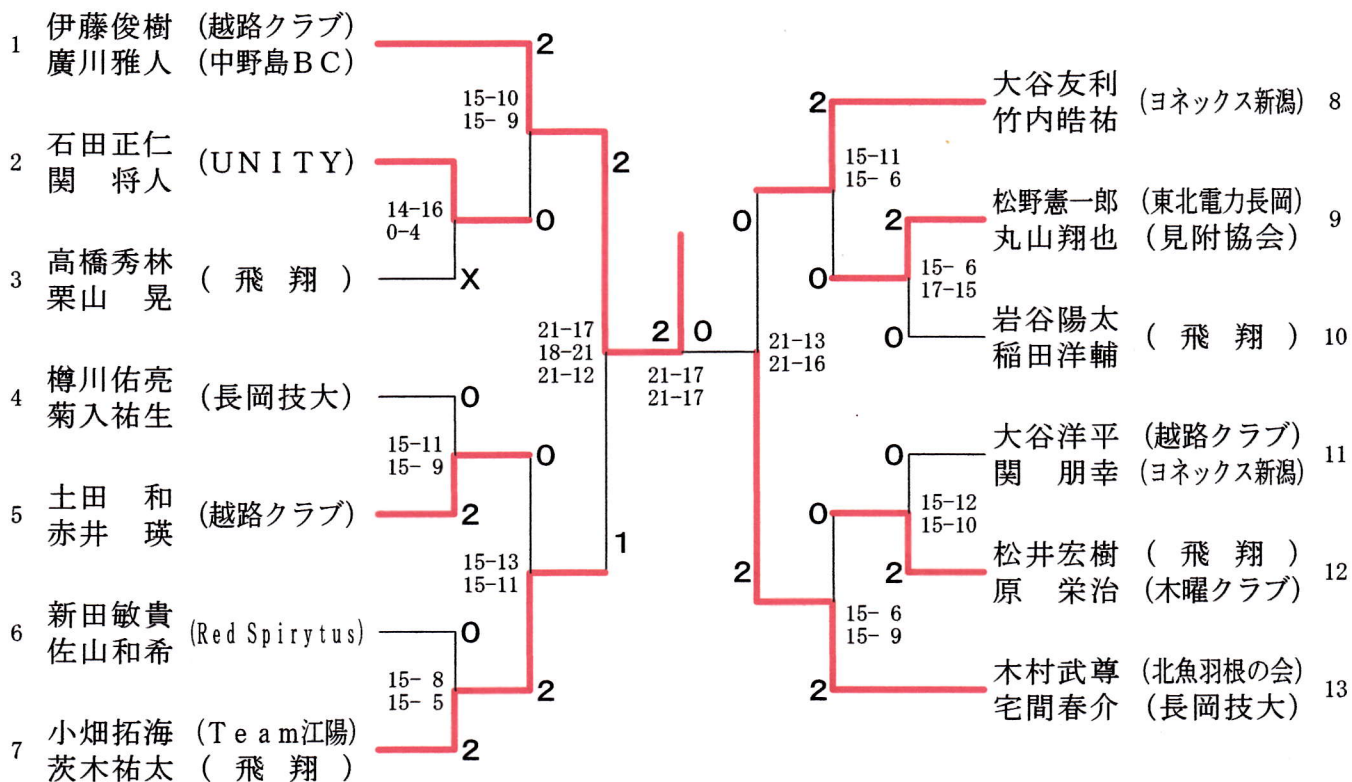 1 伊藤俊樹 (越路クラブ)
廣川雅人 (中野島BC)
2
15-10
15- 9
2 石田正仁 (UNITY)
関 将人
2
14-16
0-4
0
3 高橋秀林 (飛翔)
栗山 晃
X
21-17
18-21
21-12
2 0
21-17
21-17
4 樽川佑亮 (長岡技大)
菊入祐生
0
15-11
15- 9
0
5 土田 和 (越路クラブ)
赤井 瑛
2
15-13
15-11
1
6 新田敏貴 (Red Spirytus)
佐山和希
0
15- 8
15- 5
2
7 小畑拓海 (Team江陽)
茨木祐太 (飛翔)
2
2 大谷友利 (ヨネックス新潟) 8
竹内皓祐
15-11
15- 6
0
2 松野憲一郎 (東北電力長岡) 9
丸山翔也 (見附協会)
0
15- 6
17-15
0 岩谷陽太 (飛翔) 10
稲田洋輔
21-13
21-16
0 大谷洋平 (越路クラブ) 11
関 朋幸 (ヨネックス新潟)
0
15-12
15-10
2 松井宏樹 (飛翔) 12
原 栄治 (木曜クラブ)
2
15- 6
15- 9
2 木村武尊 (北魚羽根の会) 13
宅間春介 (長岡技大)